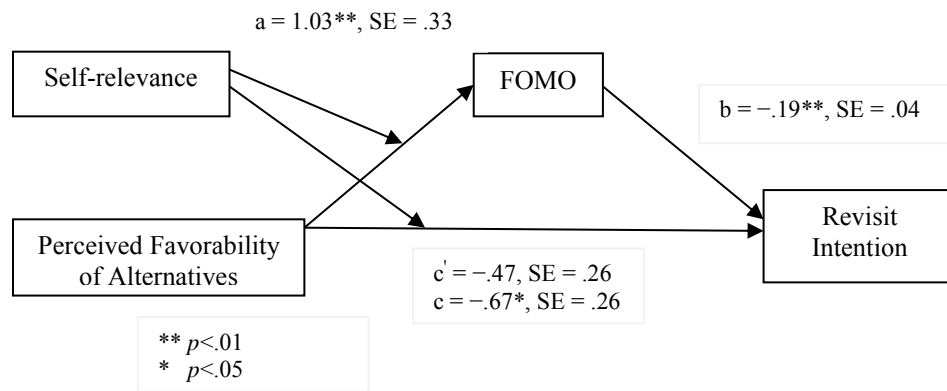 a = 1.03**, SE = .33
Self-relevance
FOMO
b = −.19**, SE = .04
Perceived Favorability
of Alternatives
Revisit
Intention
c' = −.47, SE = .26
c = −.67*, SE = .26
** p<.01
* p<.05